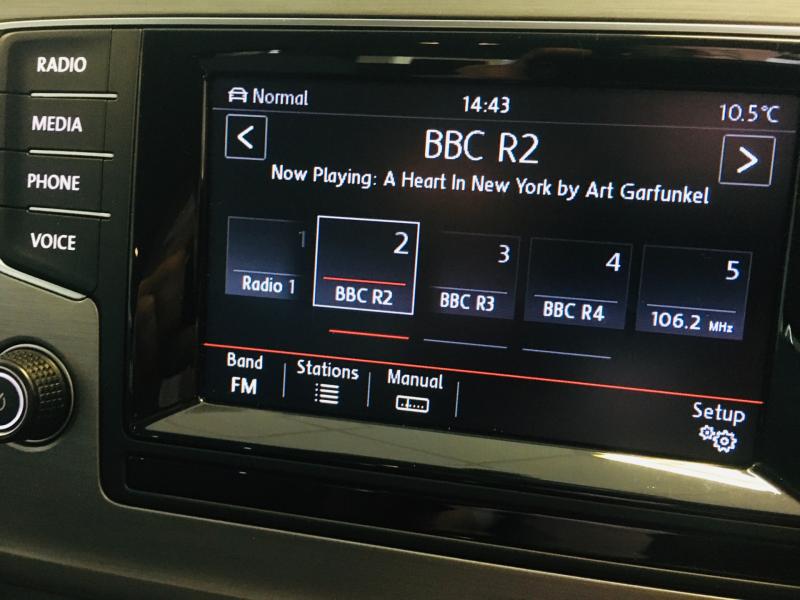 RADIO
MEDIA
PHONE
VOICE
Normal 14:43 10.5°C
< BBC R2 >
Now Playing: A Heart In New York by Art Garfunkel
1 2 3 4 5
Radio 1 BBC R2 BBC R3 BBC R4 106.2 MHz
Band Stations Manual Setup
FM